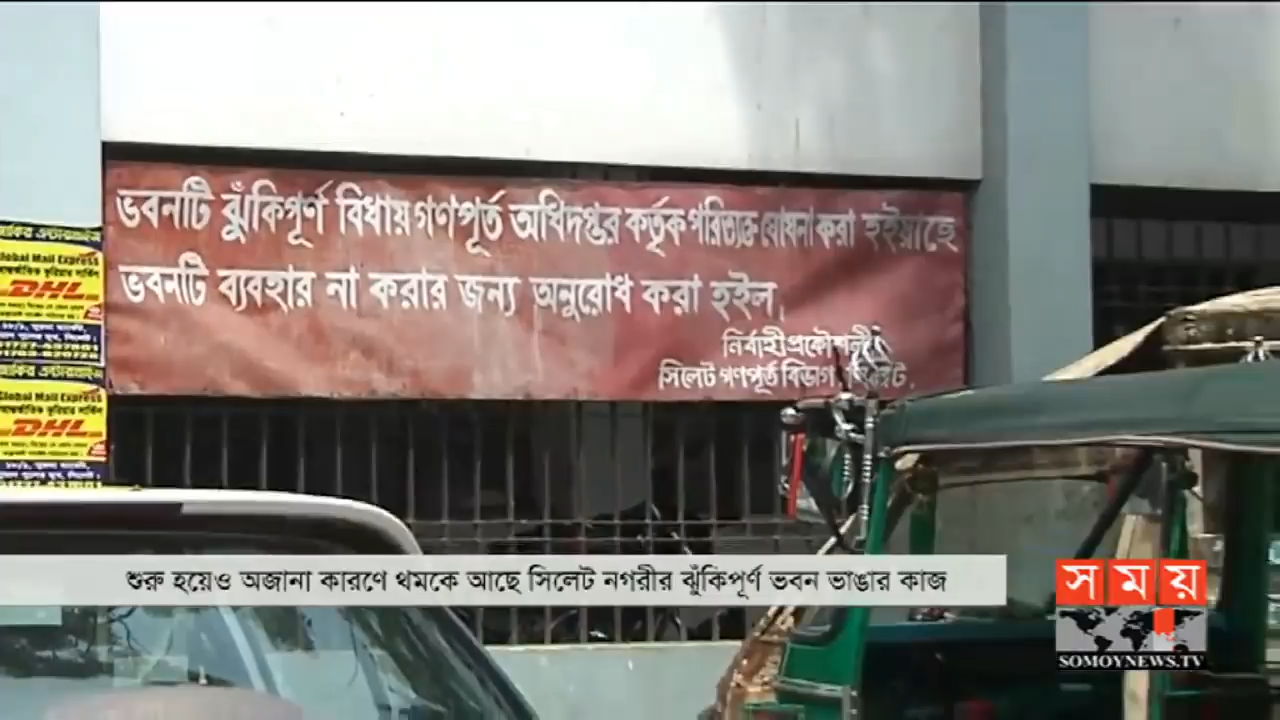 ভবনটি ঝুঁকিপূর্ণ বিধায় গণপূর্ত অধিদপ্তর কর্তৃক পরিত্যক্ত ঘোষনা করা হইয়াছে
ভবনটি ব্যবহার না করার জন্য অনুরোধ করা হইল.
নির্বাহী প্রকৌশলী
সিলেট গণপূর্ত বিভাগ
Global Mail Express
DHL
Global Mail Express
DHL
শুরু হয়েও অজানা কারণে থমকে আছে সিলেট নগরীর ঝুঁকিপূর্ণ ভবন ভাঙার কাজ
সময়
SOMOYNEWS.TV